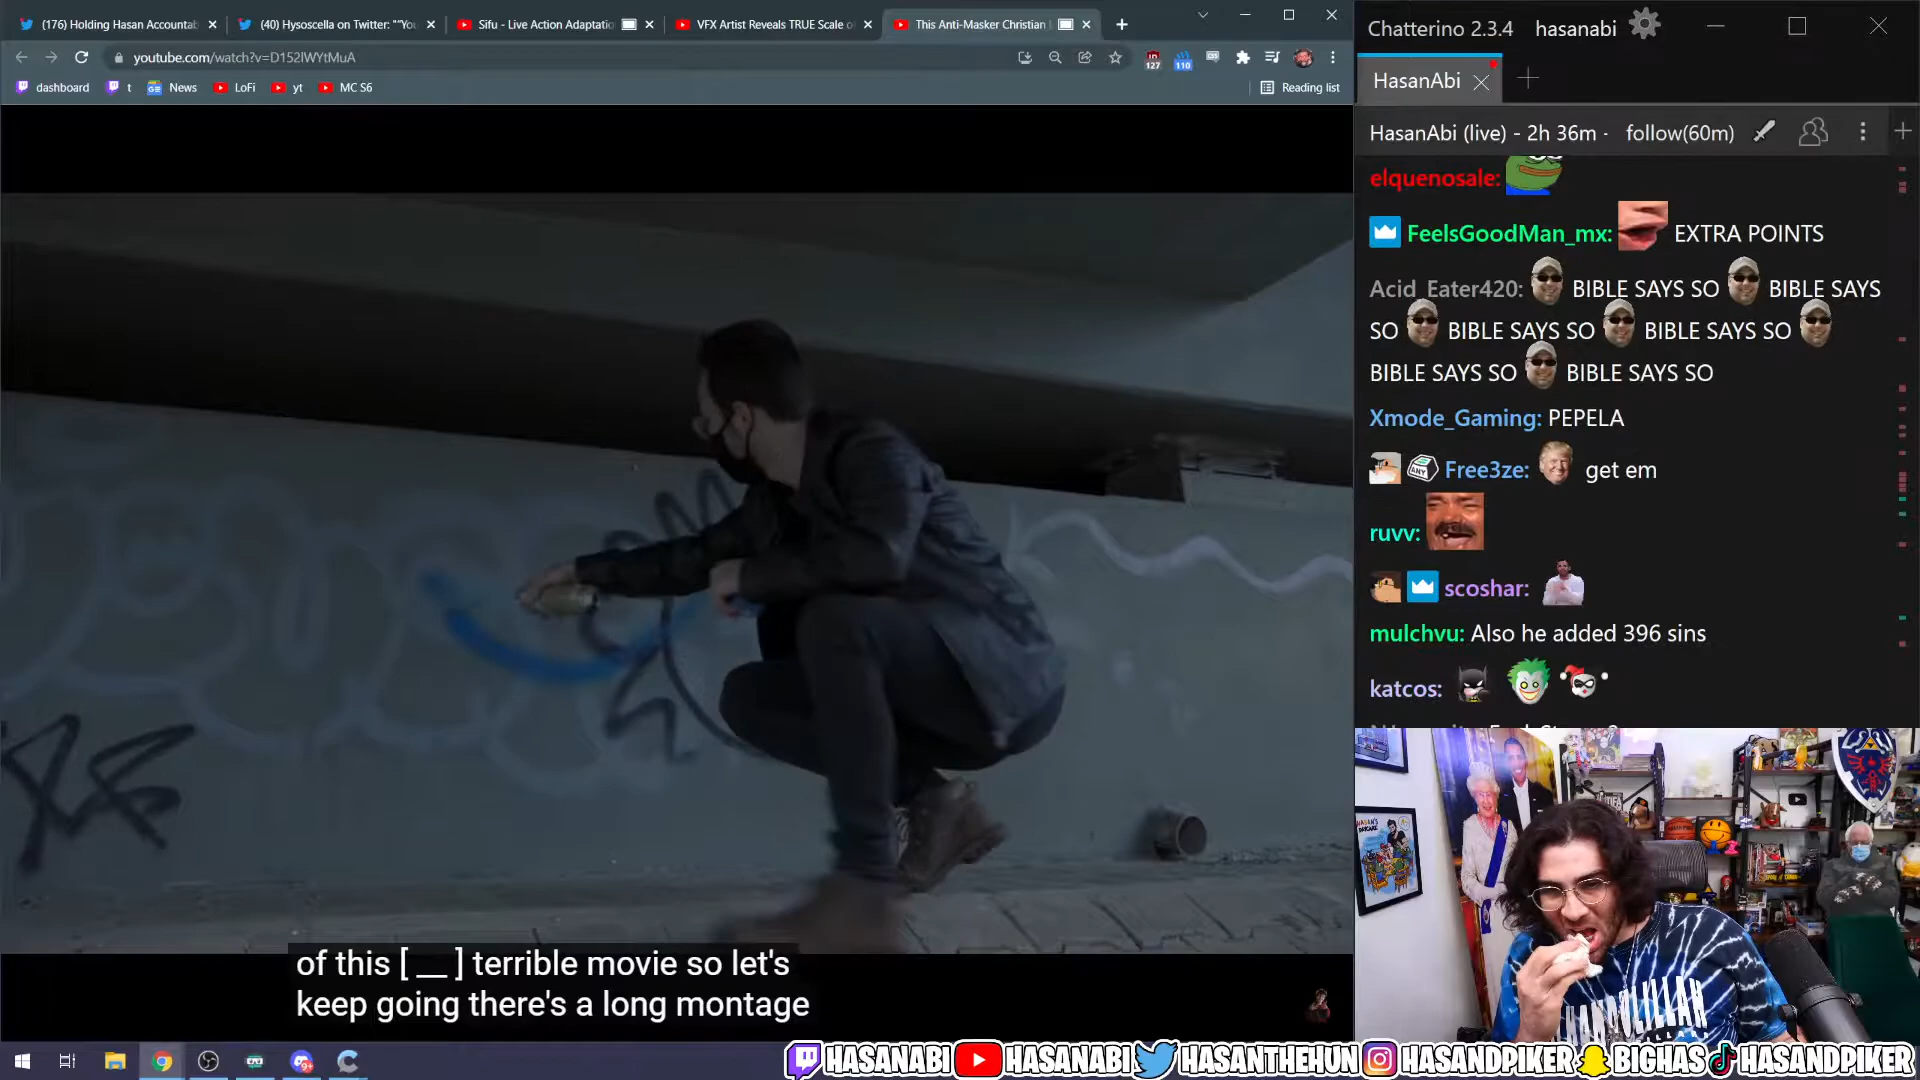 (176) Holding Hasan Accountab
(40) Hysoscella on Twitter: "“You
Sifu - Live Action Adaptatio
VFX Artist Reveals TRUE Scale o
This Anti-Masker Christian
youtube.com/watch?v=D152lWYtMuA
127
110
dashboard
t
News
LoFi
yt
MC S6
Reading list
of this [ __ ] terrible movie so let's
keep going there's a long montage
Chatterino 2.3.4
hasanabi
HasanAbi
HasanAbi (live) - 2h 36m - follow(60m)
elquenosale:
FeelsGoodMan_mx: EXTRA POINTS
Acid_Eater420: BIBLE SAYS SO BIBLE SAYS
SO BIBLE SAYS SO BIBLE SAYS SO
BIBLE SAYS SO BIBLE SAYS SO
Xmode_Gaming: PEPELA
ANY
Free3ze: get em
ruvv:
scoshar:
mulchvu: Also he added 396 sins
katcos:
HASANABI HASANABI HASANTHEHUN HASANDPIKER BIGHAS HASANDPIKER